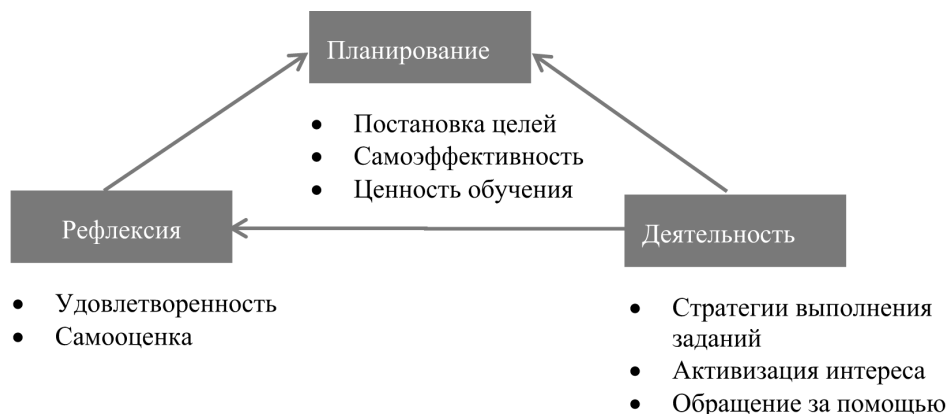 Планирование
• Постановка целей
• Самоэффективность
• Ценность обучения
Рефлексия
Деятельность
• Удовлетворенность
• Самооценка
• Стратегии выполнения
заданий
• Активизация интереса
• Обращение за помощью